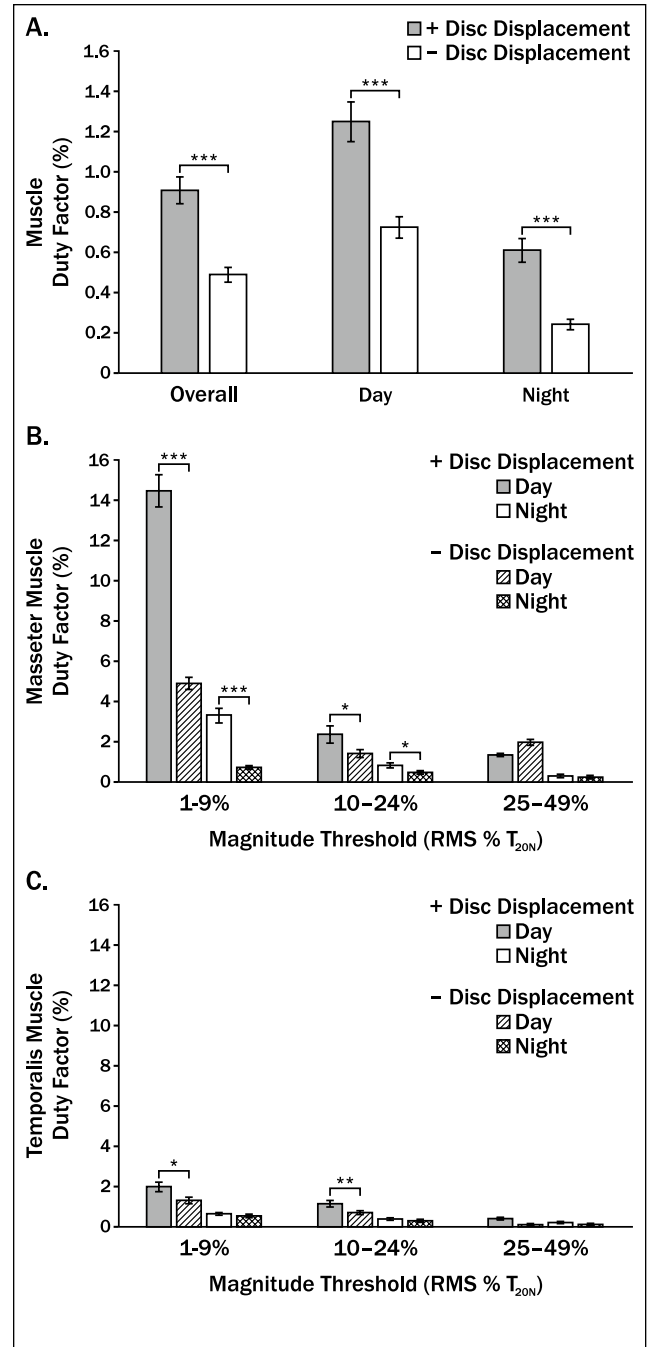 A.
+ Disc Displacement
− Disc Displacement
Muscle
Duty Factor (%)
1.6
1.4
1.2
1.0
0.8
0.6
0.4
0.2
0
***
***
***
Overall Day Night
B.
+ Disc Displacement
Day
Night
− Disc Displacement
Day
Night
Masseter Muscle
Duty Factor (%)
16
14
12
10
8
6
4
2
0
***
***
*
*
1-9% 10–24% 25–49%
Magnitude Threshold (RMS % T20N)
C.
+ Disc Displacement
Day
Night
− Disc Displacement
Day
Night
Temporalis Muscle
Duty Factor (%)
16
14
12
10
8
6
4
2
0
*
**
1-9% 10–24% 25–49%
Magnitude Threshold (RMS % T20N)